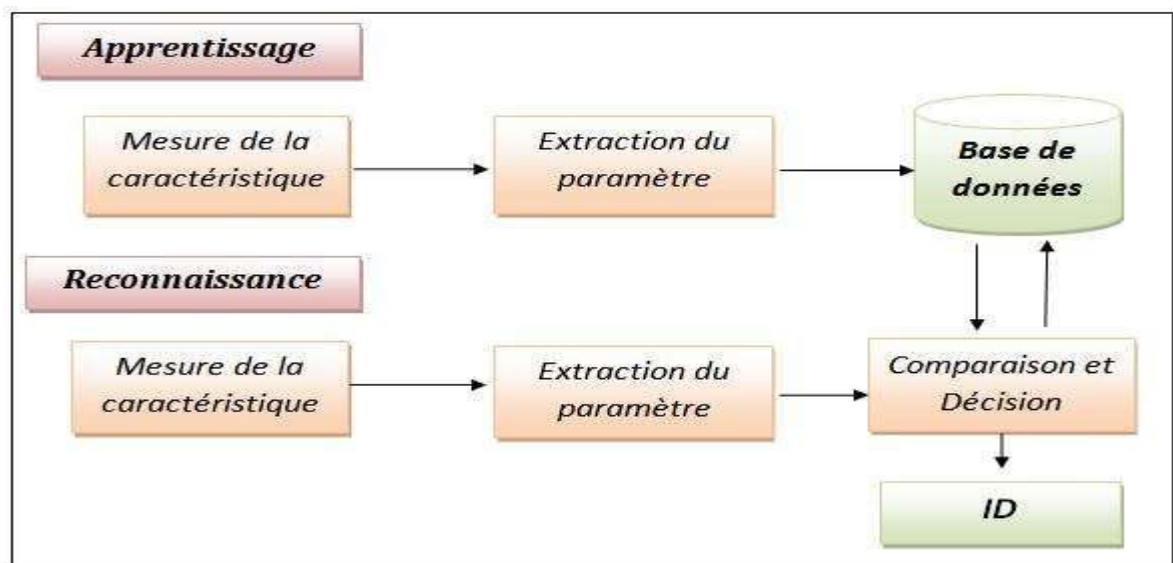 Apprentissage
Mesure de la
caractéristique
Extraction du
paramètre
Base de
données
Reconnaissance
Mesure de la
caractéristique
Extraction du
paramètre
Comparaison et
Décision
ID